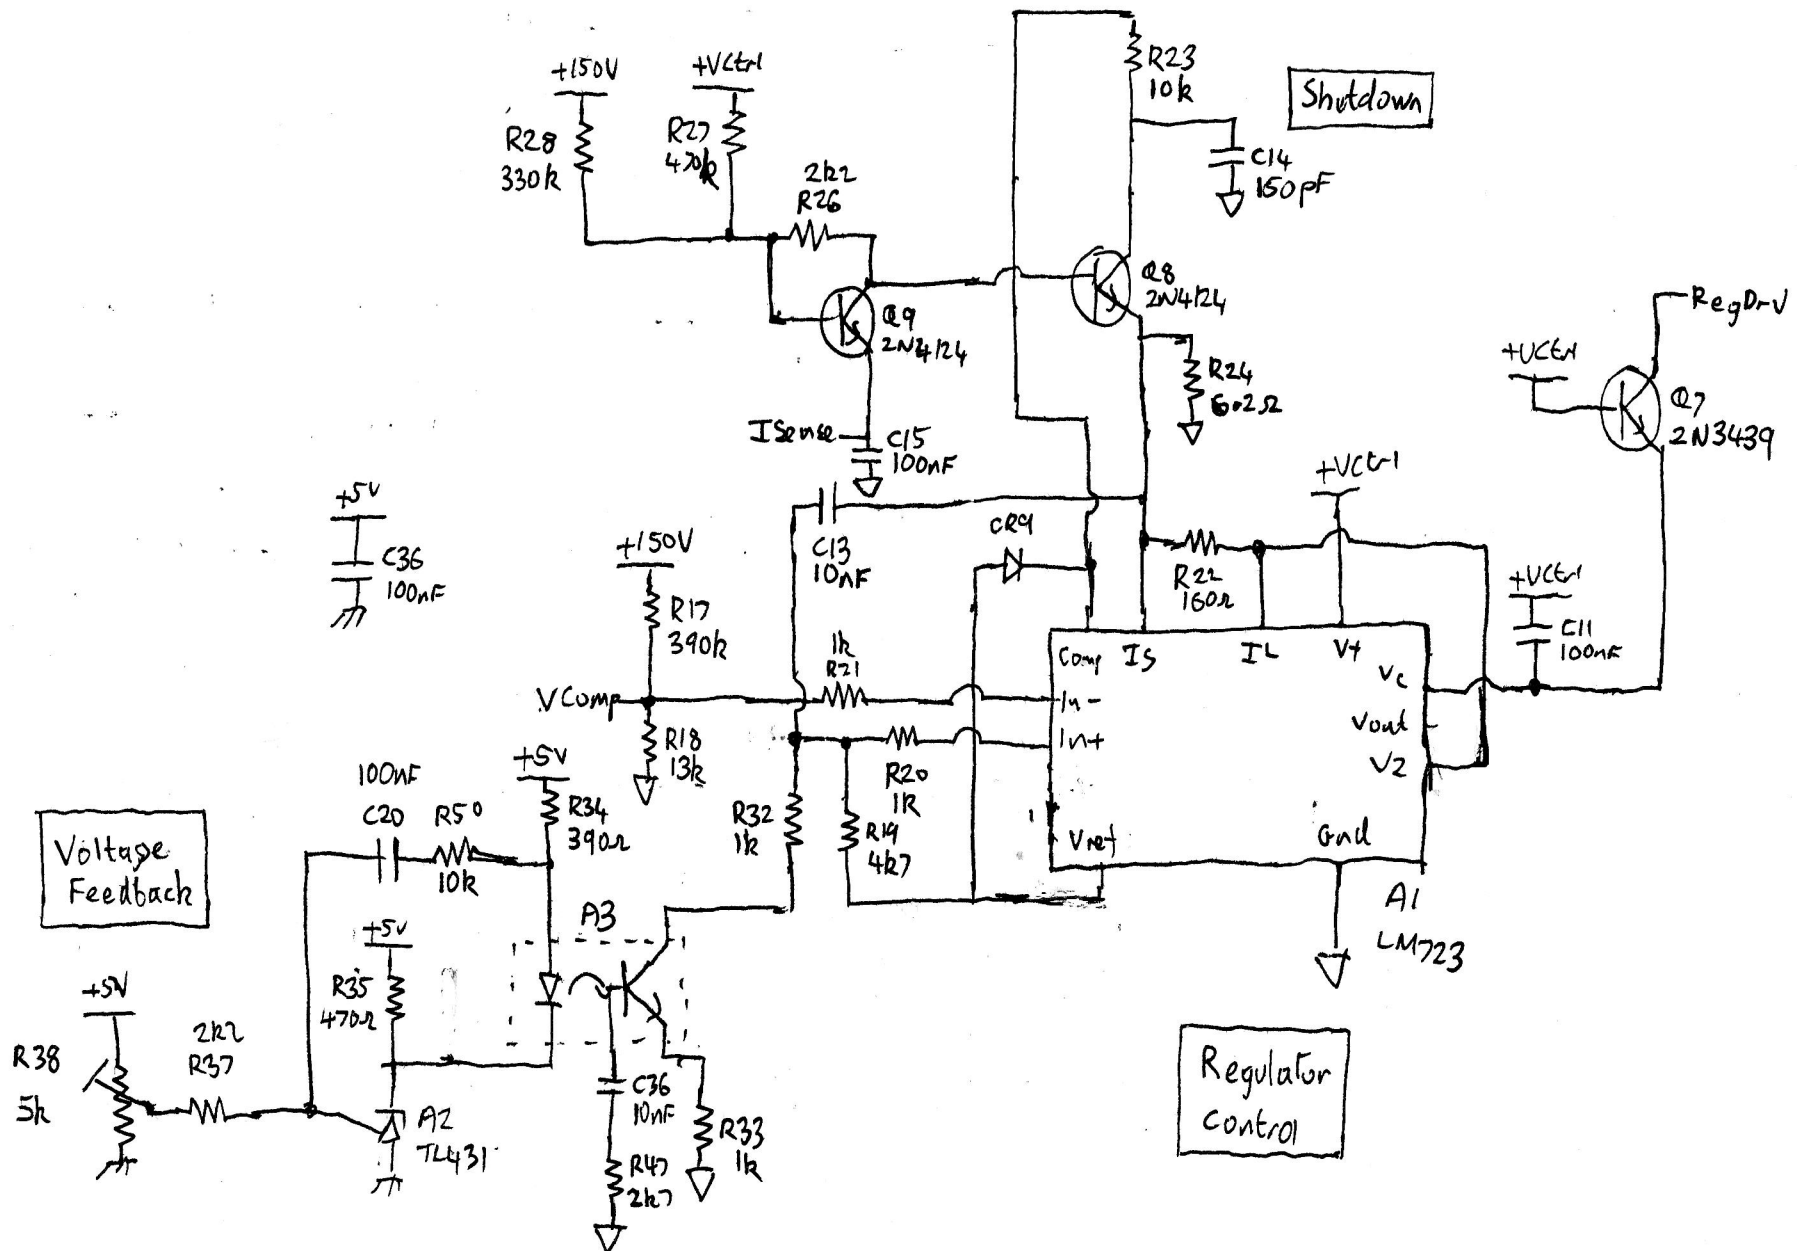 +150V
R28
330k
+VCtrl
R27
470k
2k2
R26
Q9
2N4124
ISense
C15
100nF
R23
10k
Shutdown
C14
150pF
Q8
2N4124
R24
6.2Ω
RegDrv
+VCtrl
Q7
2N3439
+5V
C36
100nF
+150V
R17
390k
C13
10nF
CR9
R22
160Ω
+VCtrl
+VCtrl
C11
100nF
VComp
1k
R21
R18
13k
R20
1k
R19
4k7
R32
1k
Comp
IS
IL
V+
In-
In+
Vref
Vc
Vout
VZ
Gnd
A1
LM723
Voltage
Feedback
100nF
C20
R50
10k
+5V
R34
390Ω
A3
+5V
R35
470Ω
+5V
R38
5k
2k2
R37
A2
TL431
C36
10nF
R47
2k7
R33
1k
Regulator
Control